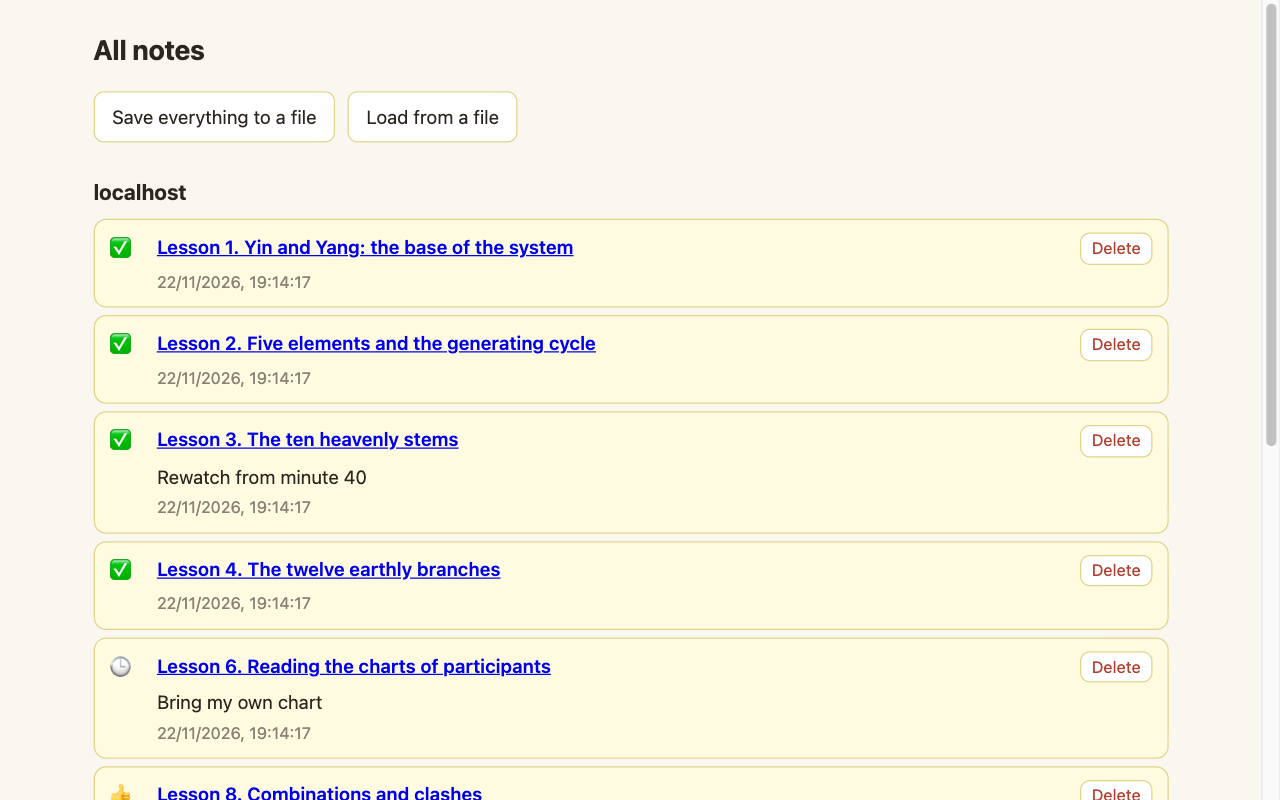 All notes
Save everything to a file
Load from a file
localhost
Lesson 1. Yin and Yang: the base of the system
Delete
22/11/2026, 19:14:17
Lesson 2. Five elements and the generating cycle
Delete
22/11/2026, 19:14:17
Lesson 3. The ten heavenly stems
Delete
Rewatch from minute 40
22/11/2026, 19:14:17
Lesson 4. The twelve earthly branches
Delete
22/11/2026, 19:14:17
Lesson 6. Reading the charts of participants
Delete
Bring my own chart
22/11/2026, 19:14:17
Lesson 8. Combinations and clashes
Delete